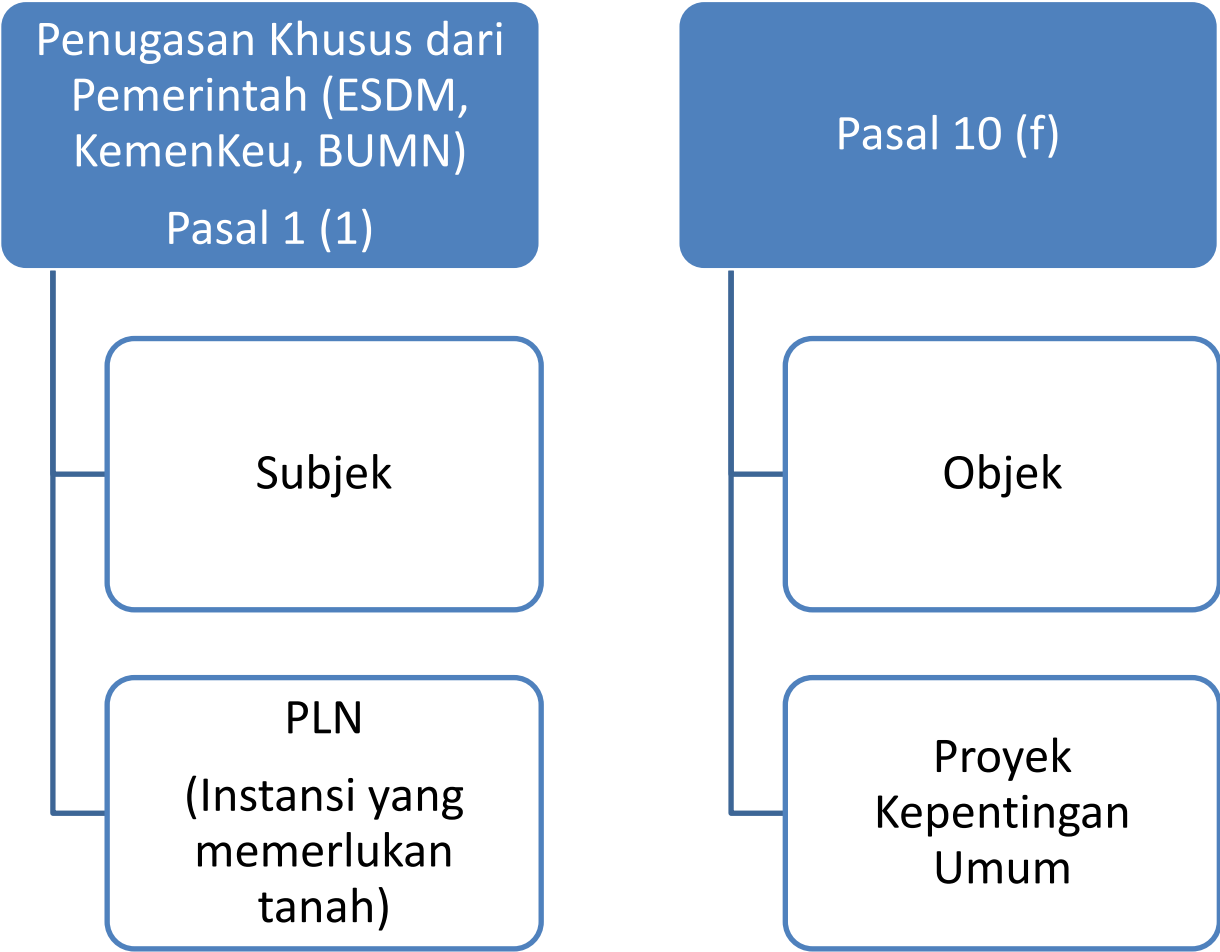 Penugasan Khusus dari
Pemerintah (ESDM,
KemenKeu, BUMN)
Pasal 1 (1)
Subjek
PLN
(Instansi yang
memerlukan
tanah)
Pasal 10 (f)
Objek
Proyek
Kepentingan
Umum